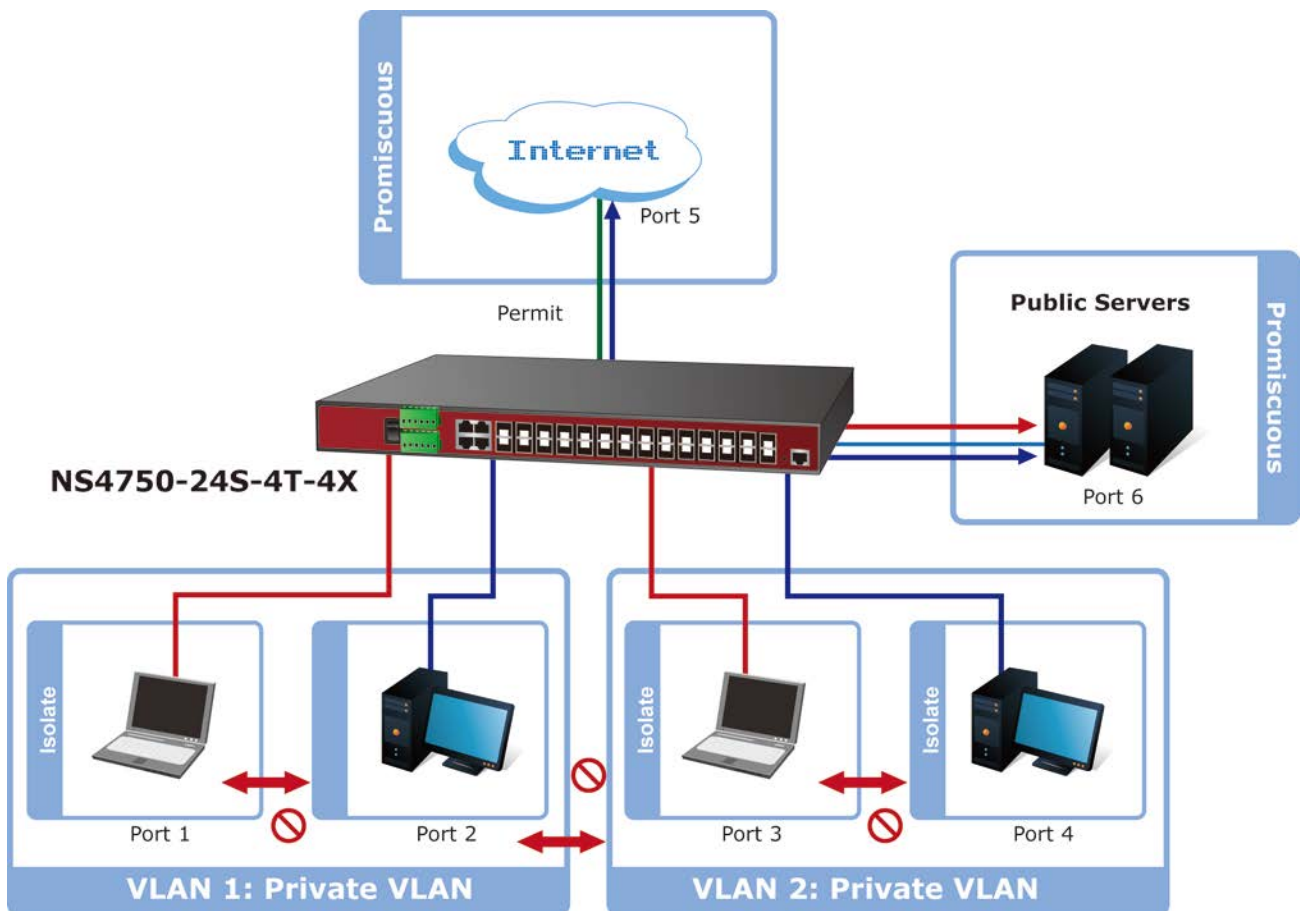 Promiscuous
Internet
Port 5
Permit
Public Servers
Promiscuous
Port 6
NS4750-24S-4T-4X
Isolate
Port 1
Isolate
Port 2
Isolate
Port 3
Isolate
Port 4
VLAN 1: Private VLAN
VLAN 2: Private VLAN